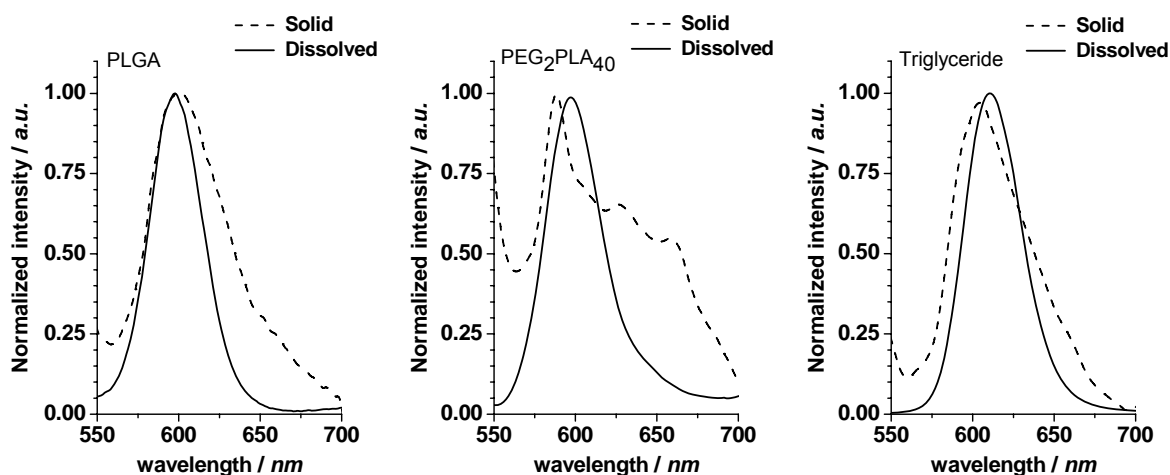 Solid
Dissolved
PLGA
1.00
0.75
0.50
0.25
0.00
550 600 650 700
wavelength / nm
Normalized intensity / a.u.
Solid
Dissolved
PEG2PLA40
1.00
0.75
0.50
0.25
0.00
550 600 650 700
wavelength / nm
Normalized intensity / a.u.
Solid
Dissolved
Triglyceride
1.00
0.75
0.50
0.25
0.00
550 600 650 700
wavelength / nm
Normalized intensity / a.u.